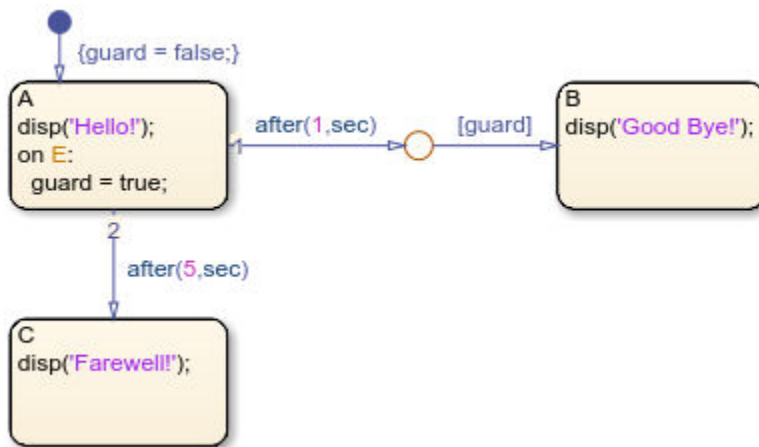 {guard = false;}
A
disp('Hello!');
on E:
guard = true;
1
after(1,sec)
[guard]
B
disp('Good Bye!');
2
after(5,sec)
C
disp('Farewell!');